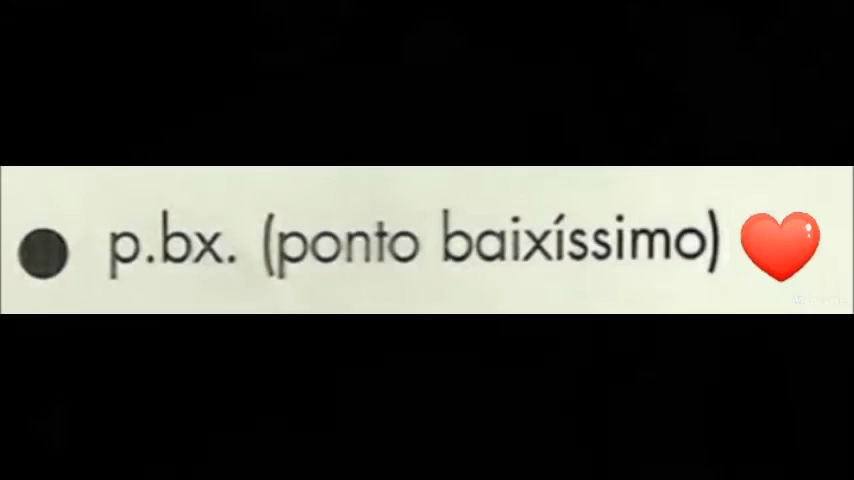 ● p.bx. (ponto baixíssimo) ❤️